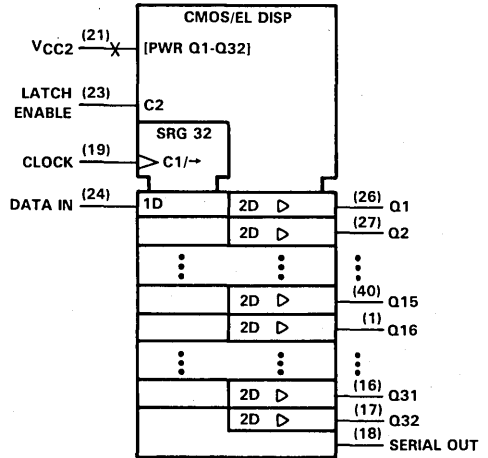 CMOS/EL DISP
VCC2 (21) [PWR Q1-Q32]
LATCH ENABLE (23) C2
SRG 32
CLOCK (19) C1/→
DATA IN (24) 1D 2D ▷ (26) Q1
2D ▷ (27) Q2
2D ▷ (40) Q15
2D ▷ (1) Q16
2D ▷ (16) Q31
2D ▷ (17) Q32
(18) SERIAL OUT